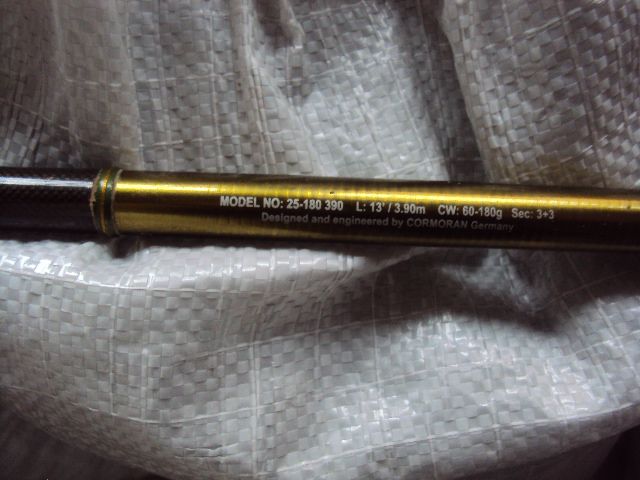 MODEL NO: 25-180 390 L: 13' / 3.90m CW: 60-180g Sec: 3+3
Designed and engineered by CORMORAN Germany